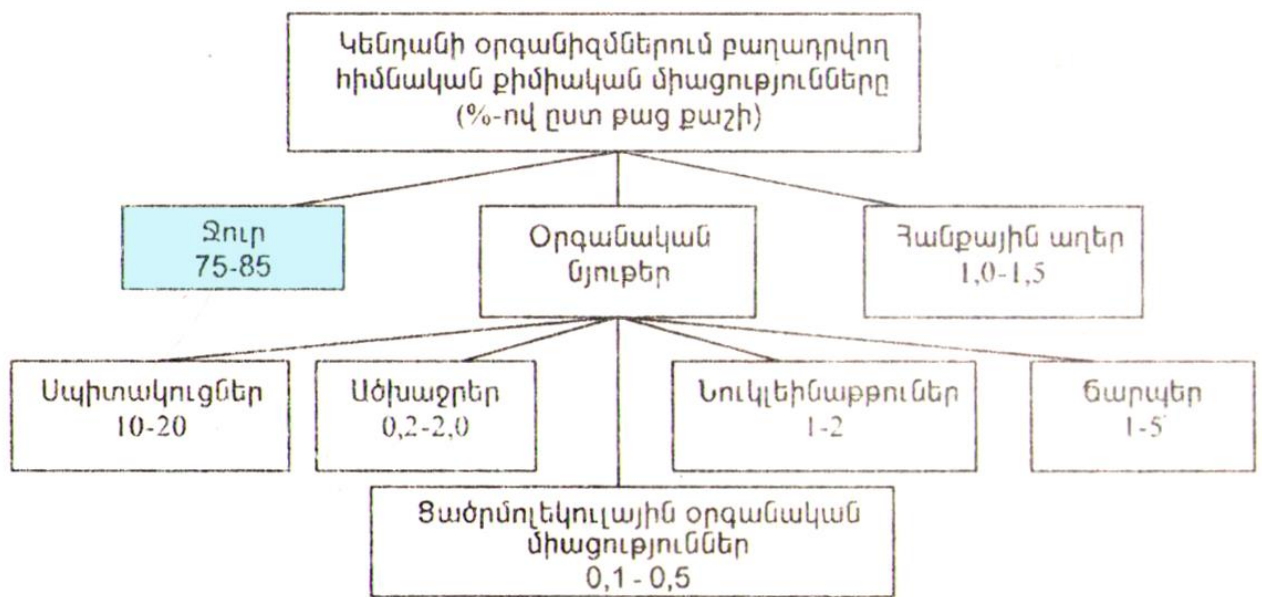 Կենդանի օրգանիզմներում բաղադրվող
հիմնական քիմիական միացությունները
(%-ով ըստ թաց քաշի)
Ջուր
75-85
Օրգանական
նյութեր
Հանքային աղեր
1,0-1,5
Սպիտակուցներ
10-20
Ածխաջրեր
0,2-2,0
Նուկլեինաթթուներ
1-2
Ճարպեր
1-5
Ցածրմոլեկուլային օրգանական
միացություններ
0,1 - 0,5